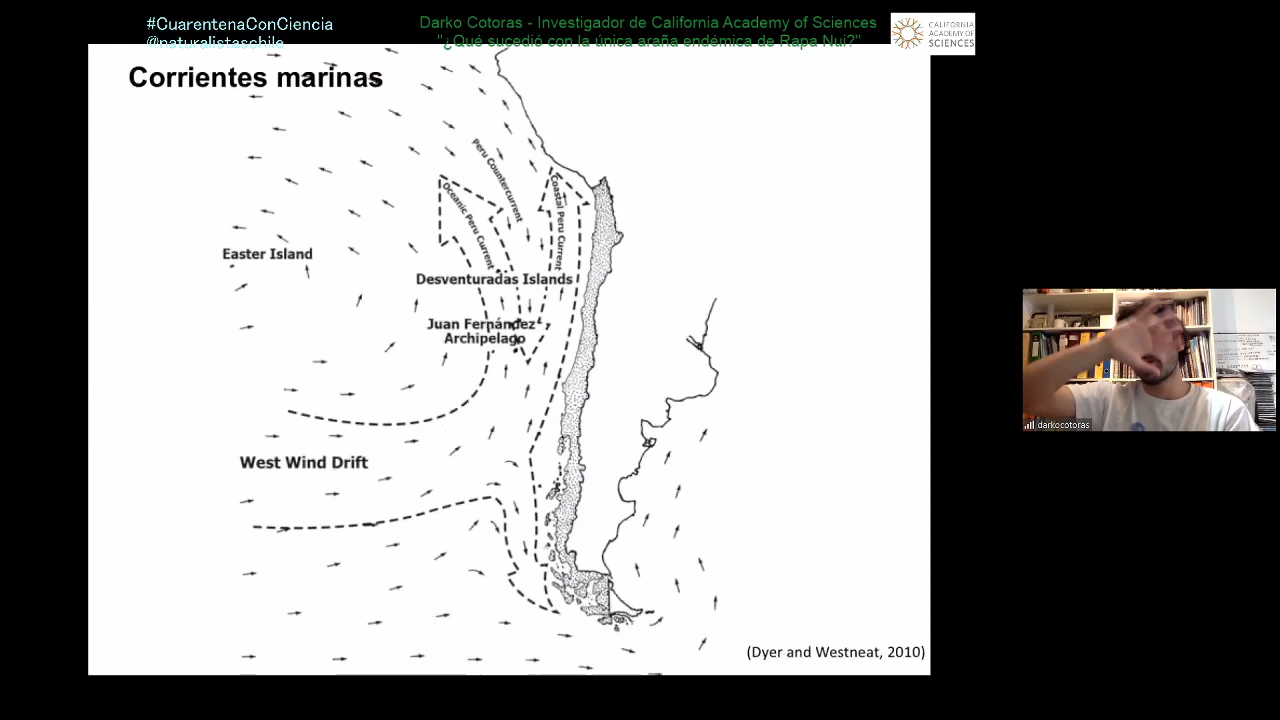 #CuarentenaConCiencia
@naturalistaschile
Darko Cotoras - Investigador de California Academy of Sciences
"¿Qué sucedió con la única araña endémica de Rapa Nui?"
CALIFORNIA
ACADEMY OF
SCIENCES
Corrientes marinas
Peru Countercurrent
Oceanic Peru Current
Coastal Peru Current
Easter Island
Desventuradas Islands
Juan Fernández
Archipelago
West Wind Drift
(Dyer and Westneat, 2010)
darkocotoras